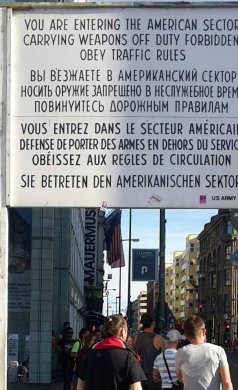 YOU ARE ENTERING THE AMERICAN SECTOR
CARRYING WEAPONS OFF DUTY FORBIDDEN
OBEY TRAFFIC RULES
ВЫ ВЪЕЗЖАЕТЕ В АМЕРИКАНСКИЙ СЕКТОР
НОСИТЬ ОРУЖИЕ ЗАПРЕЩЕНО В НЕСЛУЖЕБНОЕ ВРЕМ
ПОВИНУЙТЕСЬ ДОРОЖНЫМ ПРАВИЛАМ
VOUS ENTREZ DANS LE SECTEUR AMÉRICAI
DÉFENSE DE PORTER DES ARMES EN DEHORS DU SERVIC
OBÉISSEZ AUX RÈGLES DE CIRCULATION
SIE BETRETEN DEN AMERIKANISCHEN SEKTOR
US ARMY
MAUERMUS